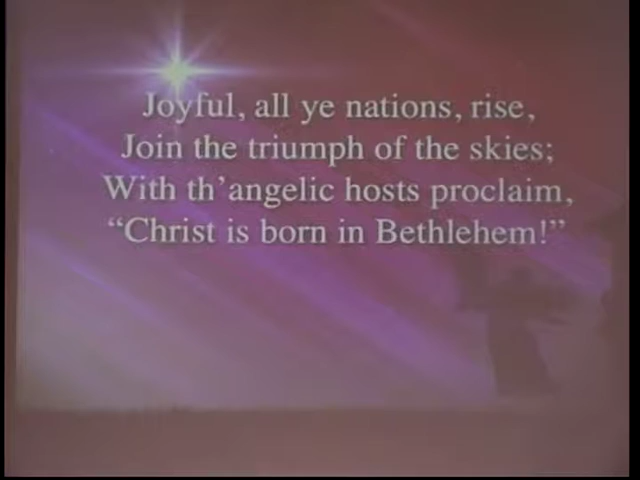 Joyful, all ye nations, rise,
Join the triumph of the skies;
With th’angelic hosts proclaim,
“Christ is born in Bethlehem!”